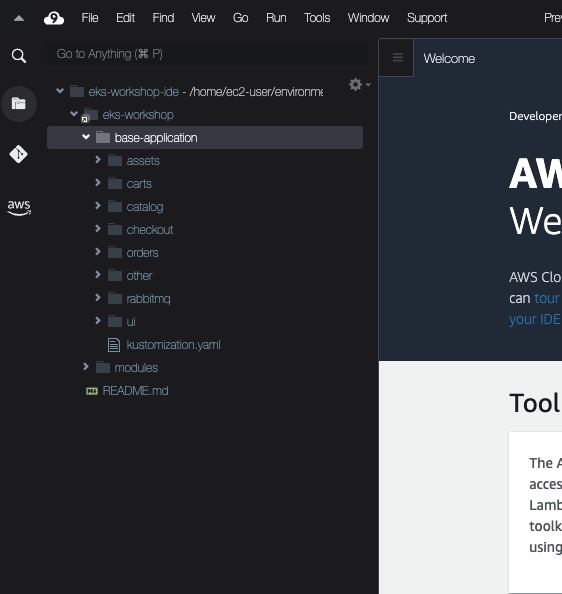 9 File Edit Find View Go Run Tools Window Support Prev
Go to Anything (⌘ P)
Welcome
eks-workshop-ide - /home/ec2-user/environme
eks-workshop
base-application
assets
carts
catalog
checkout
orders
other
rabbitmq
ui
kustomization.yaml
modules
README.md
aws
Developer
AW
We
AWS Clo
can tour
your IDE
Tool
The A
acces
Lamb
toolk
using